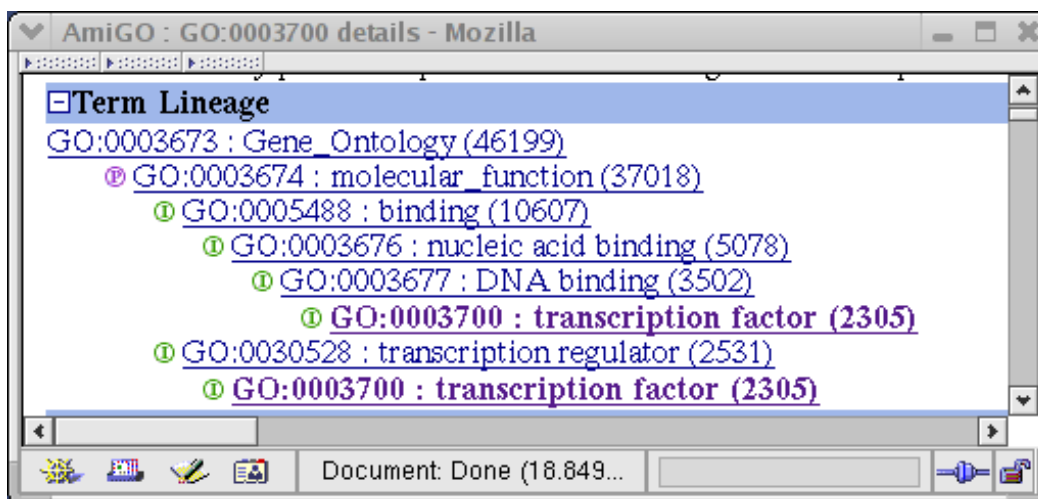 AmiGO : GO:0003700 details - Mozilla
Term Lineage
GO:0003673 : Gene_Ontology (46199)
P GO:0003674 : molecular_function (37018)
I GO:0005488 : binding (10607)
I GO:0003676 : nucleic acid binding (5078)
I GO:0003677 : DNA binding (3502)
I GO:0003700 : transcription factor (2305)
I GO:0030528 : transcription regulator (2531)
I GO:0003700 : transcription factor (2305)
Document: Done (18.849...